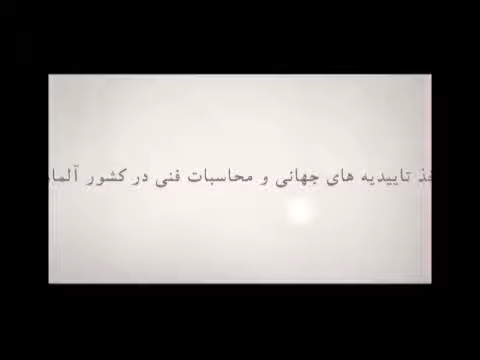 تاییدیه های جهانی و محاسبات فنی در کشور